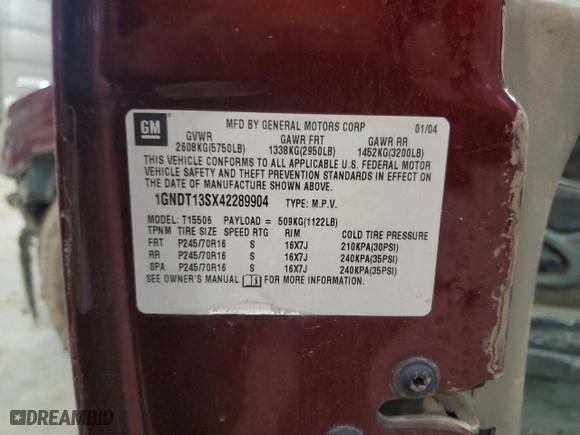 GM
MFD BY GENERAL MOTORS CORP 01/04
GVWR GAWR FRT GAWR RR
2608KG(5750LB) 1338KG(2950LB) 1452KG(3200LB)
THIS VEHICLE CONFORMS TO ALL APPLICABLE U.S. FEDERAL MOTOR
VEHICLE SAFETY AND THEFT PREVENTION STANDARDS IN EFFECT ON
THE DATE OF MANUFACTURE SHOWN ABOVE.
1GNDT13SX42289904 TYPE: M.P.V.
MODEL: T15506 PAYLOAD = 509KG(1122LB)
TPNM TIRE SIZE SPEED RTG RIM COLD TIRE PRESSURE
FRT P245/70R16 S 16X7J 210KPA(30PSI)
RR P245/70R16 S 16X7J 240KPA(35PSI)
SPA P245/70R16 S 16X7J 240KPA(35PSI)
SEE OWNER'S MANUAL FOR MORE INFORMATION.
DREAMBID